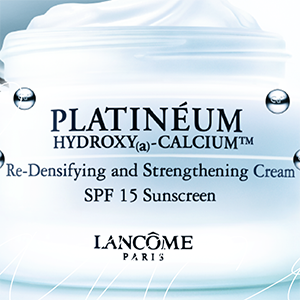 PLATINÉUM
HYDROXY(a)-CALCIUM™
Re-Densifying and Strengthening Cream
SPF 15 Sunscreen
LANCÔME
PARIS